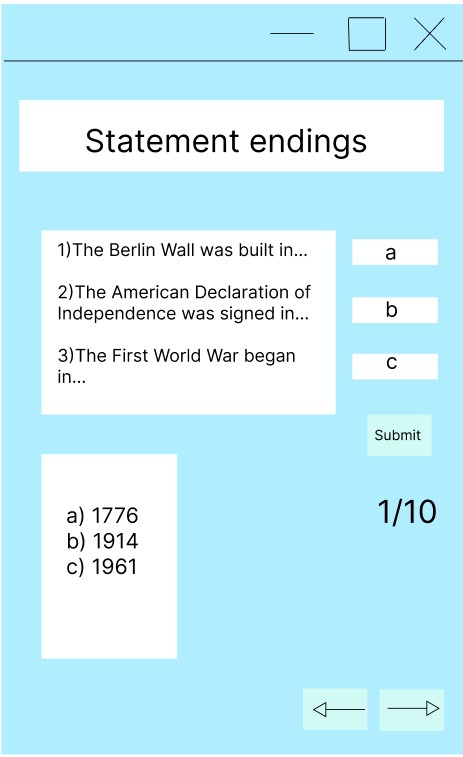 Statement endings
1)The Berlin Wall was built in...
a
2)The American Declaration of
Independence was signed in...
b
3)The First World War began
in...
c
Submit
a) 1776
b) 1914
c) 1961
1/10